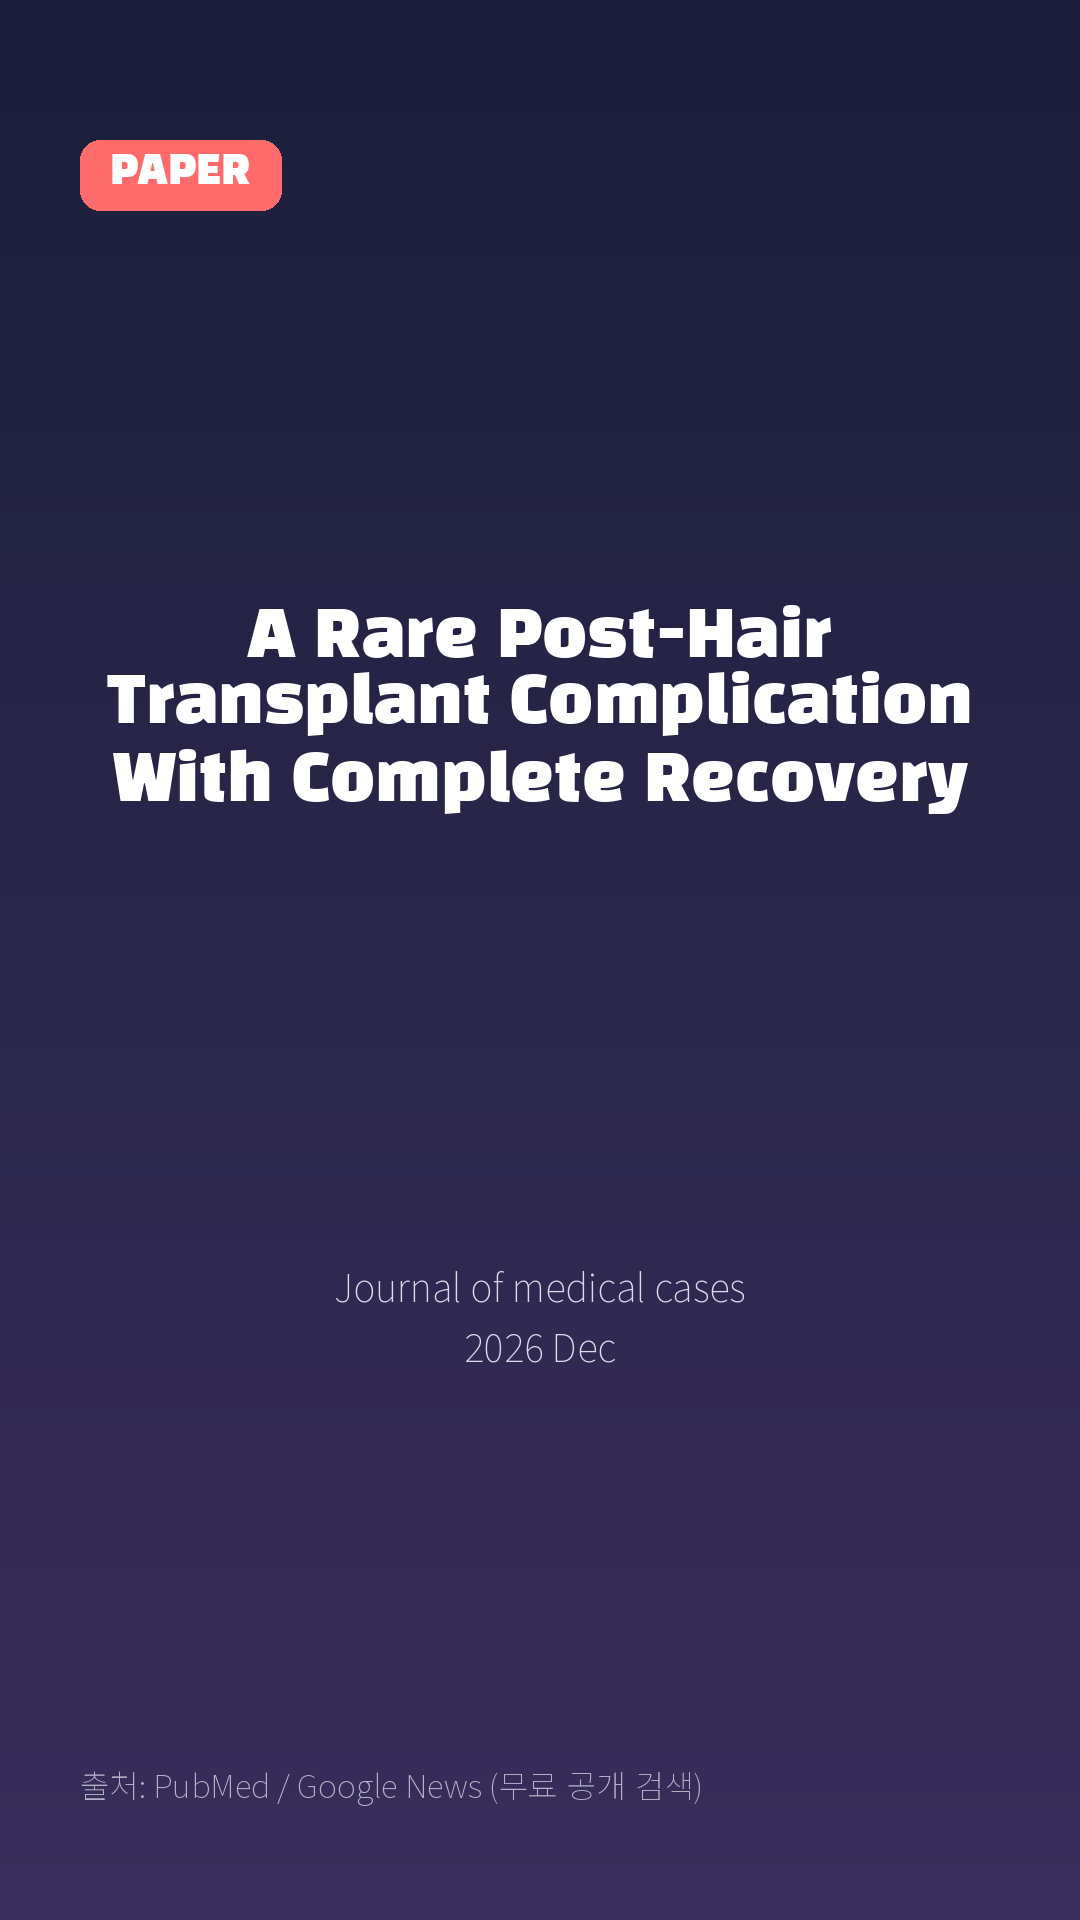 PAPER
A Rare Post-Hair
Transplant Complication
With Complete Recovery
Journal of medical cases
2026 Dec
출처: PubMed / Google News (무료 공개 검색)